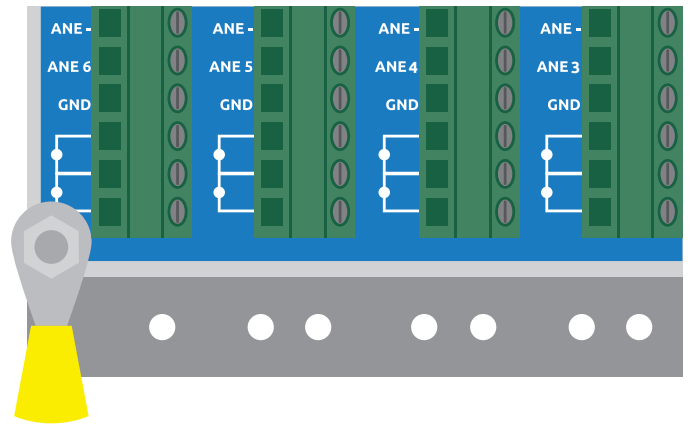 ANE - ANE - ANE - ANE -
ANE 6 ANE 5 ANE 4 ANE 3
GND GND GND GND